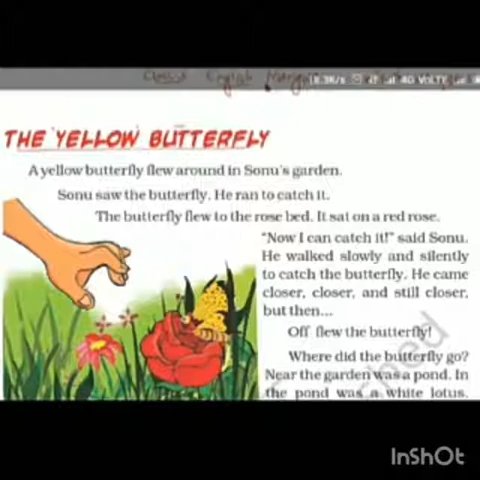 18.3K/s 4G VOLTE
THE YELLOW BUTTERFLY
A yellow butterfly flew around in Sonu's garden.
Sonu saw the butterfly. He ran to catch it.
The butterfly flew to the rose bed. It sat on a red rose.
"Now I can catch it!" said Sonu.
He walked slowly and silently
to catch the butterfly. He came
closer, closer, and still closer,
but then...
Off flew the butterfly!
Where did the butterfly go?
Near the garden was a pond. In
the pond was a white lotus.
InShOt